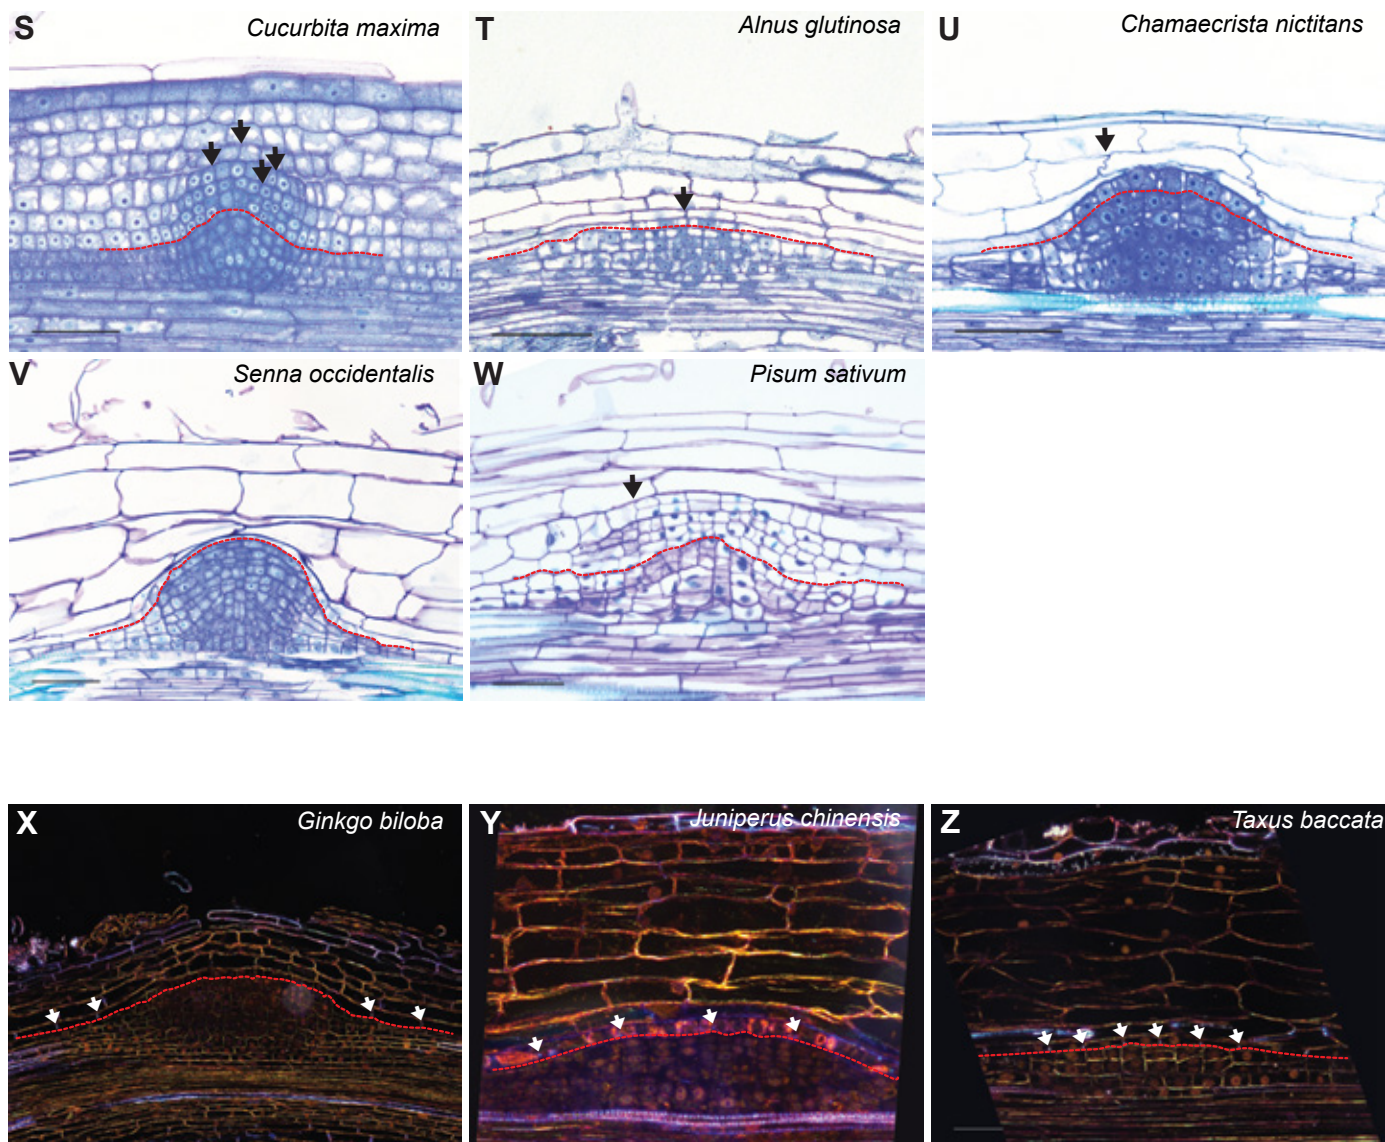 S Cucurbita maxima
T Alnus glutinosa
U Chamaecrista nictitans
V Senna occidentalis
W Pisum sativum
X Ginkgo biloba
Y Juniperus chinensis
Z Taxus baccata